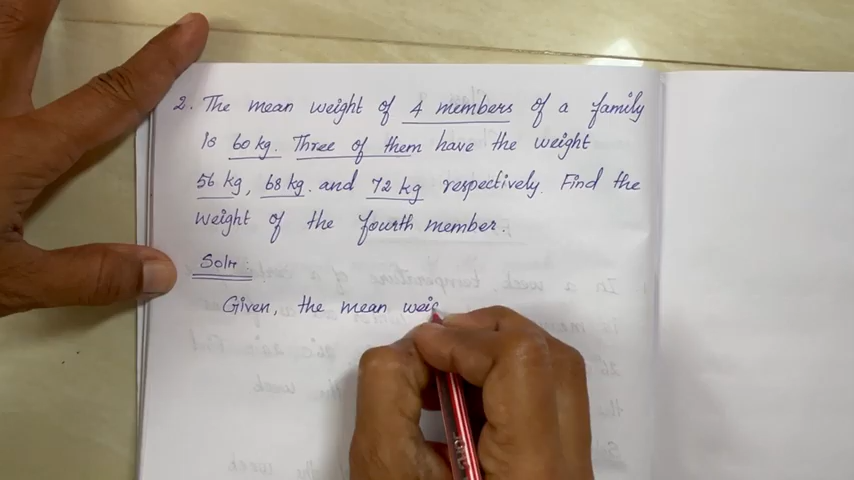 2. The mean weight of 4 members of a family
is 60 kg. Three of them have the weight
56 kg, 68 kg. and 72 kg respectively. Find the
weight of the fourth member.
Soln
Given, the mean weig